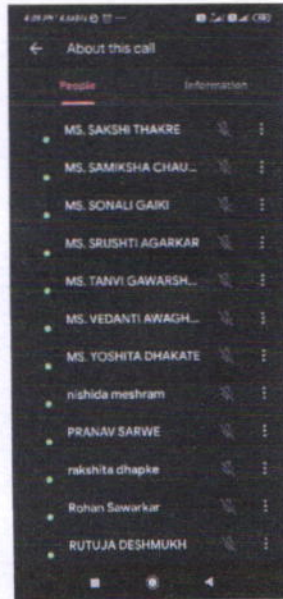 About this call
People Information
MS. SAKSHI THAKRE
MS. SAMIKSHA CHAU...
MS. SONALI GAIKI
MS. SRUSHTI AGARKAR
MS. TANVI GAWARSH...
MS. VEDANTI AWAGH...
MS. YOSHITA DHAKATE
nishida meshram
PRANAV SARWE
rakshita dhapke
Rohan Sawarkar
RUTUJA DESHMUKH